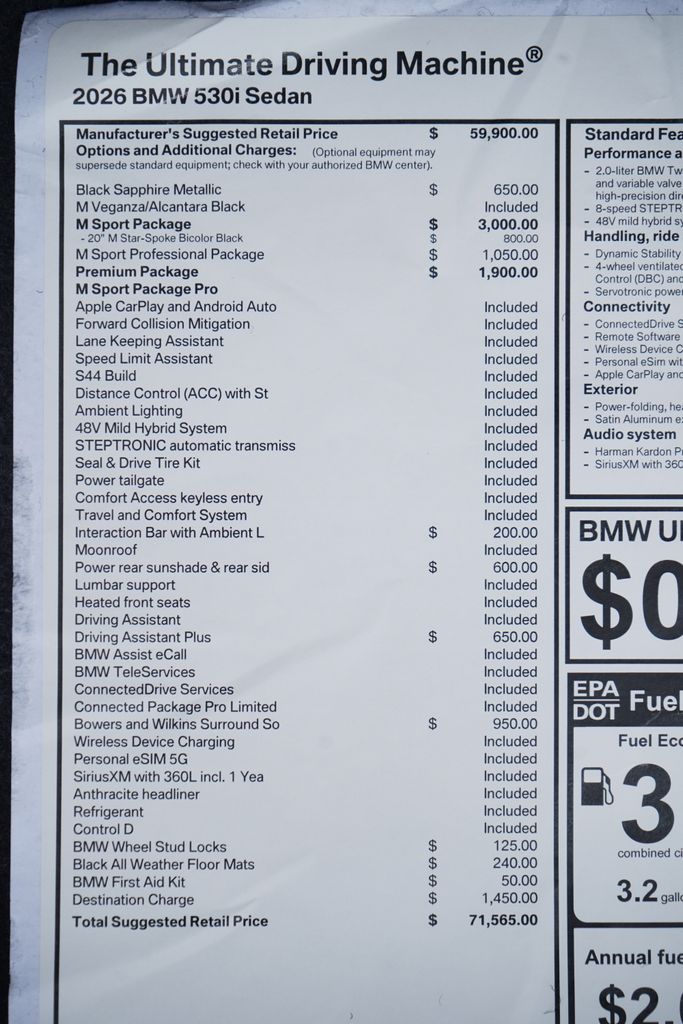 The Ultimate Driving Machine®
2026 BMW 530i Sedan
Manufacturer's Suggested Retail Price $ 59,900.00
Options and Additional Charges: (Optional equipment may
supersede standard equipment; check with your authorized BMW center).
Black Sapphire Metallic $ 650.00
M Veganza/Alcantara Black Included
M Sport Package $ 3,000.00
- 20" M Star-Spoke Bicolor Black $ 800.00
M Sport Professional Package $ 1,050.00
Premium Package $ 1,900.00
M Sport Package Pro
Apple CarPlay and Android Auto Included
Forward Collision Mitigation Included
Lane Keeping Assistant Included
Speed Limit Assistant Included
S44 Build Included
Distance Control (ACC) with St Included
Ambient Lighting Included
48V Mild Hybrid System Included
STEPTRONIC automatic transmiss Included
Seal & Drive Tire Kit Included
Power tailgate Included
Comfort Access keyless entry Included
Travel and Comfort System Included
Interaction Bar with Ambient L $ 200.00
Moonroof Included
Power rear sunshade & rear sid $ 600.00
Lumbar support Included
Heated front seats Included
Driving Assistant Included
Driving Assistant Plus $ 650.00
BMW Assist eCall Included
BMW TeleServices Included
ConnectedDrive Services Included
Connected Package Pro Limited Included
Bowers and Wilkins Surround So $ 950.00
Wireless Device Charging Included
Personal eSIM 5G Included
SiriusXM with 360L incl. 1 Yea Included
Anthracite headliner Included
Refrigerant Included
Control D Included
BMW Wheel Stud Locks $ 125.00
Black All Weather Floor Mats $ 240.00
BMW First Aid Kit $ 50.00
Destination Charge $ 1,450.00
Total Suggested Retail Price $ 71,565.00
Standard Fea
Performance a
- 2.0-liter BMW Tw
and variable valve
high-precision dire
- 8-speed STEPTR
- 48V mild hybrid sy
Handling, ride
- Dynamic Stability
- 4-wheel ventilated
Control (DBC) and
- Servotronic power
Connectivity
- ConnectedDrive S
- Remote Software
- Wireless Device C
- Personal eSim wit
- Apple CarPlay and
Exterior
- Power-folding, hea
- Satin Aluminum ex
Audio system
- Harman Kardon Pr
- SiriusXM with 360
BMW Ul
$0
EPA
DOT Fuel
Fuel Eco
3
combined ci
3.2 gallo
Annual fue
$2,